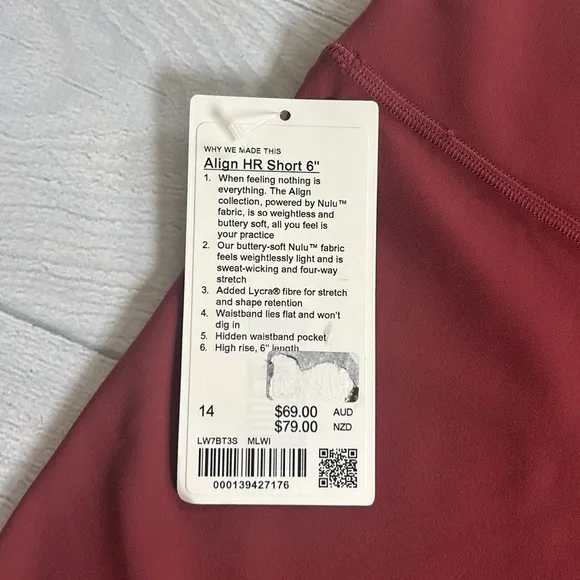 WHY WE MADE THIS
Align HR Short 6"
1. When feeling nothing is
everything. The Align
collection, powered by Nulu™
fabric, is so weightless and
buttery soft, all you feel is
your practice
2. Our buttery-soft Nulu™ fabric
feels weightlessly light and is
sweat-wicking and four-way
stretch
3. Added Lycra® fibre for stretch
and shape retention
4. Waistband lies flat and won't
dig in
5. Hidden waistband pocket
6. High rise, 6" length
14 $69.00 AUD
$79.00 NZD
LW7BT3S MLWI
000139427176